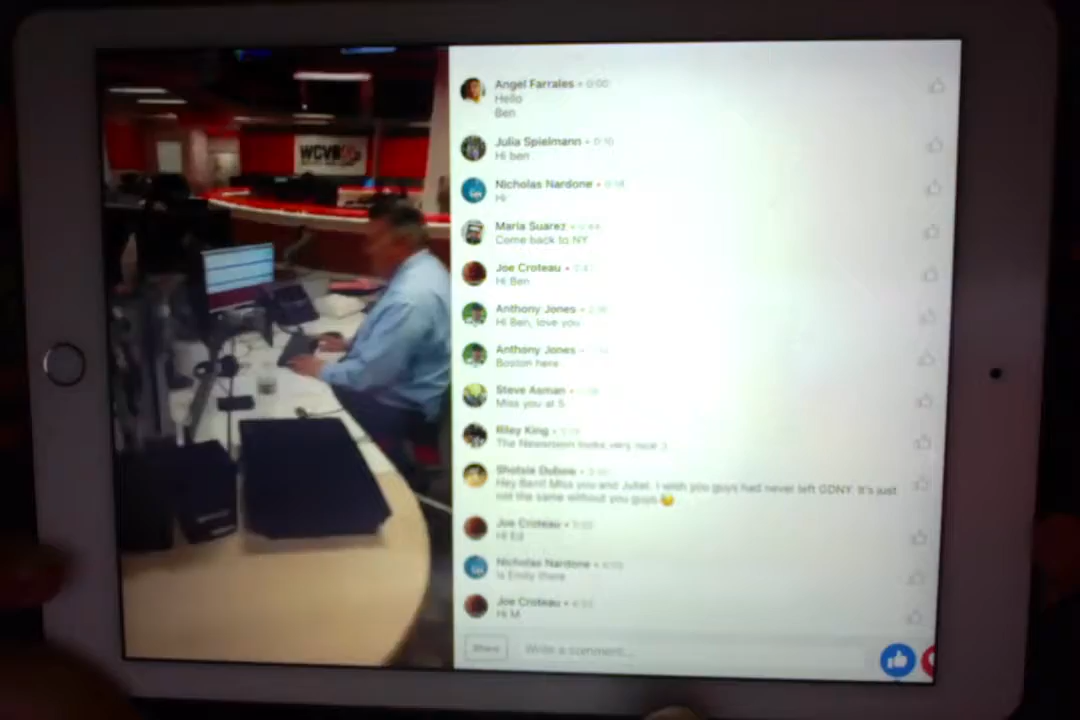 WCVB
Angel Farrales • 0:00
Hello
Ben
Julia Spielmann • 0:10
Hi ben
Nicholas Nardone
Hi
Maria Suarez
Come back to NY
Joe Croteau
Hi Ben
Anthony Jones
Hi Ben, love you
Anthony Jones
Boston here
Steve Asman
Miss you at 5
Riley King
The Newsroom looks very nice :)
Hey Ben!! Miss you and Juliet. I wish you guys had never left GDNY. It's just
not the same without you guys
Joe Croteau
Hi Ed
Nicholas Nardone
Is Emily there
Joe Croteau
Hi M
Share Write a comment...